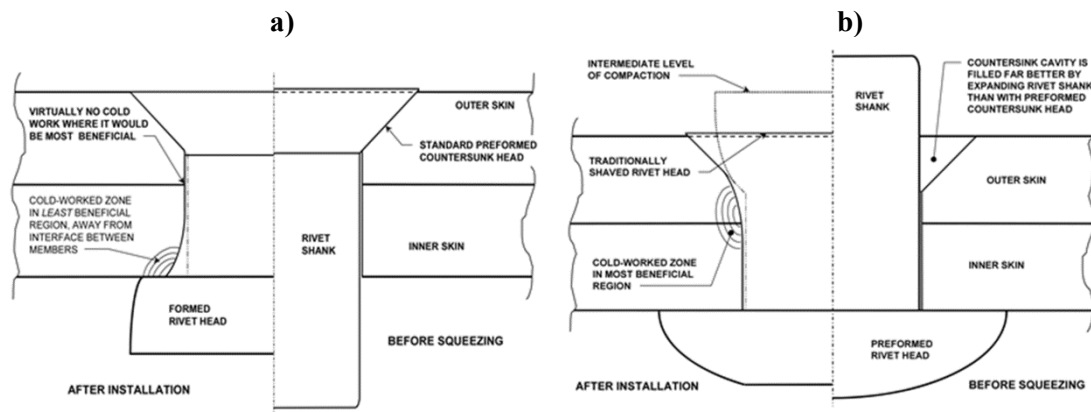 a)
VIRTUALLY NO COLD
WORK WHERE IT WOULD
BE MOST BENEFICIAL
OUTER SKIN
STANDARD PREFORMED
COUNTERSUNK HEAD
COLD-WORKED ZONE
IN LEAST BENEFICIAL
REGION, AWAY FROM
INTERFACE BETWEEN
MEMBERS
RIVET
SHANK
INNER SKIN
FORMED
RIVET HEAD
BEFORE SQUEEZING
AFTER INSTALLATION
b)
INTERMEDIATE LEVEL
OF COMPACTION
RIVET
SHANK
COUNTERSINK CAVITY IS
FILLED FAR BETTER BY
EXPANDING RIVET SHANK
THAN WITH PREFORMED
COUNTERSUNK HEAD
TRADITIONALLY
SHAVED RIVET HEAD
OUTER SKIN
COLD-WORKED ZONE
IN MOST BENEFICIAL
REGION
INNER SKIN
PREFORMED
RIVET HEAD
AFTER INSTALLATION
BEFORE SQUEEZING